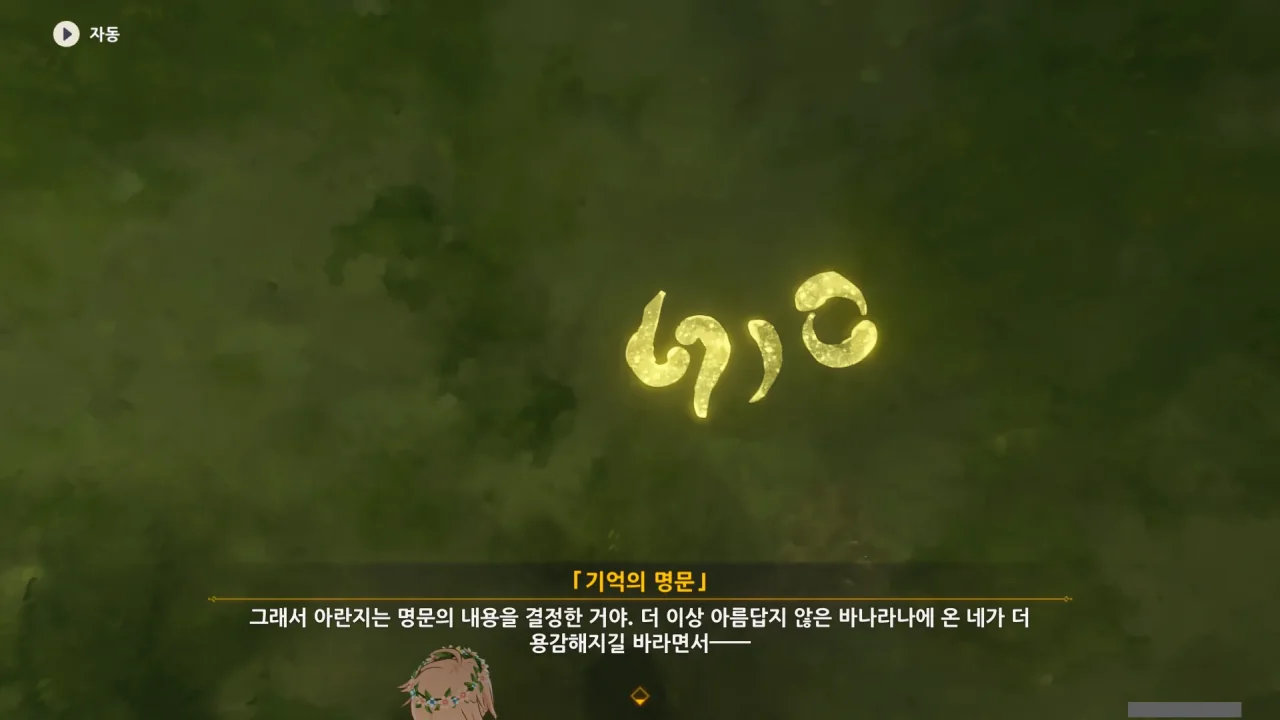 자동
「기억의 명문」
그래서 아란지는 명문의 내용을 결정한 거야. 더 이상 아름답지 않은 바나라나에 온 네가 더
용감해지길 바라면서——